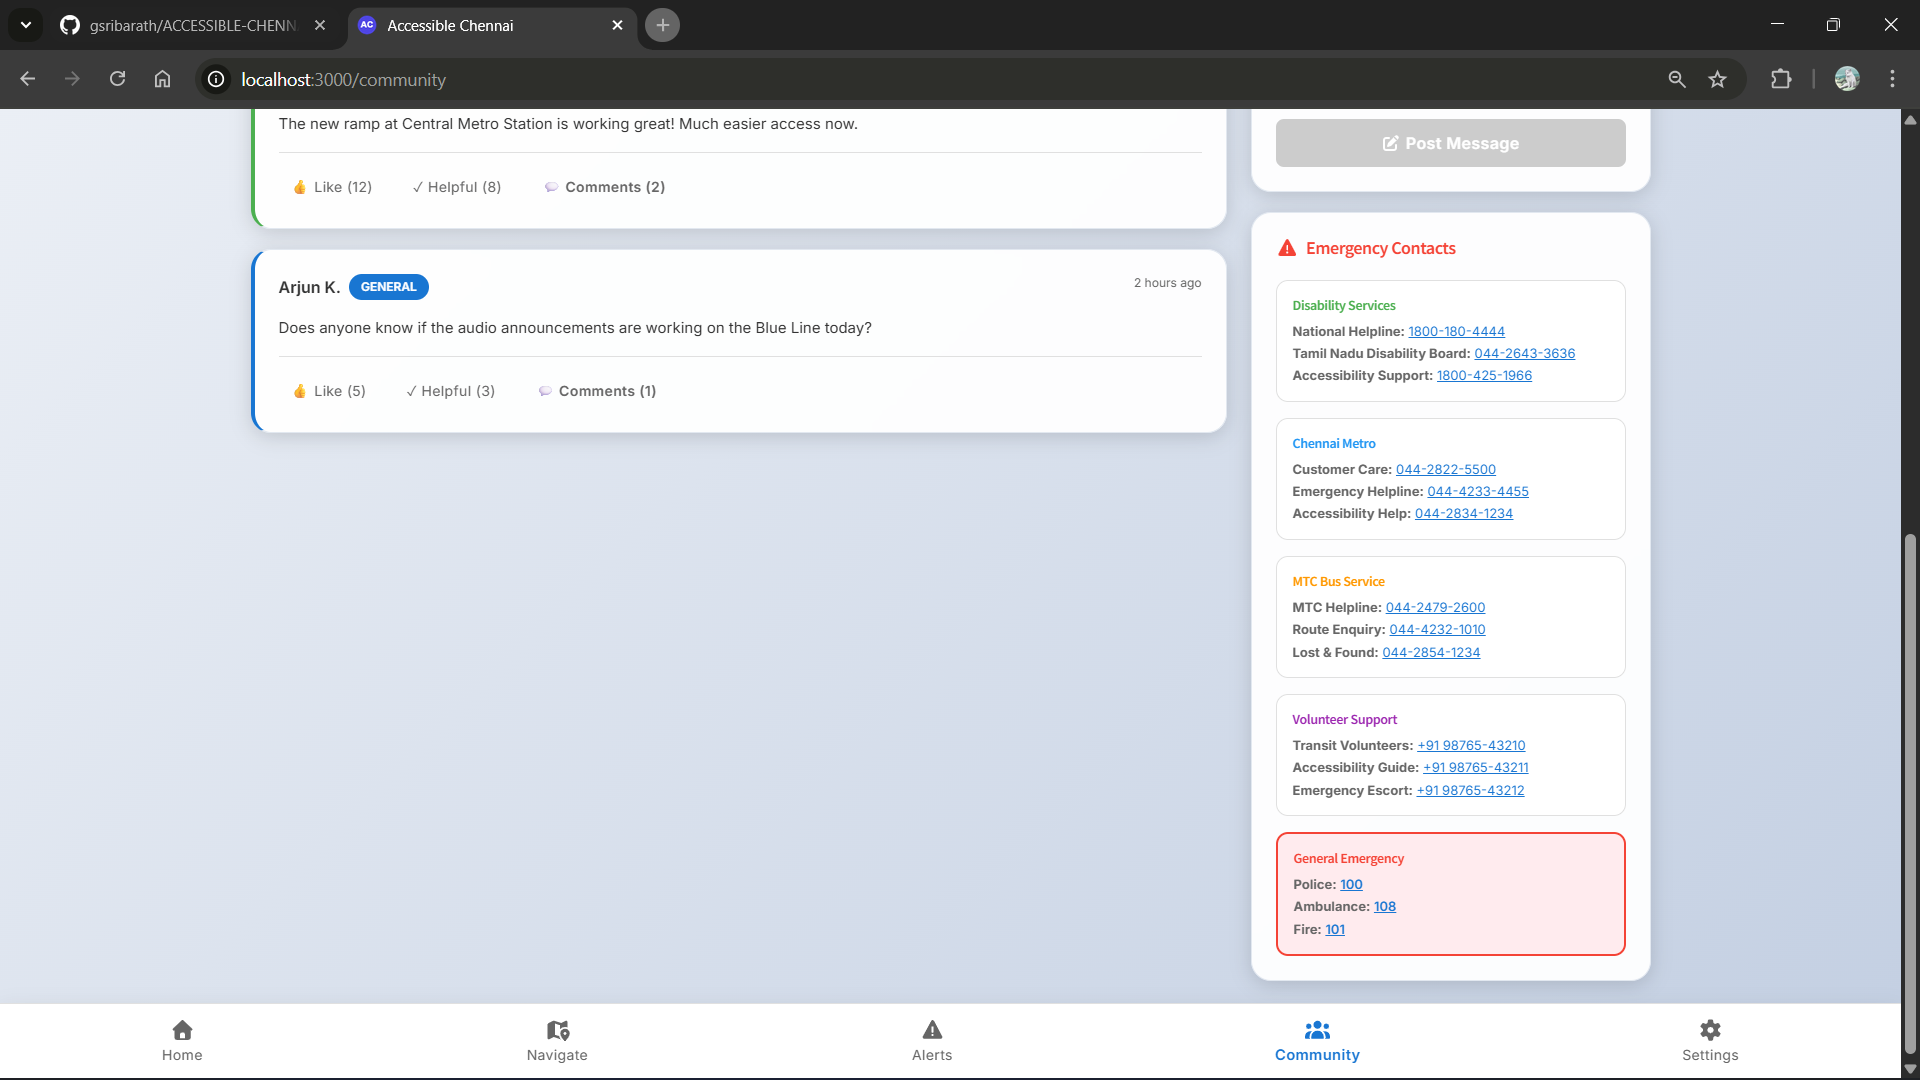 gsribarath/ACCESSIBLE-CHENN
AC Accessible Chennai
localhost:3000/community
The new ramp at Central Metro Station is working great! Much easier access now.
👍 Like (12) ✓ Helpful (8) 💬 Comments (2)
Arjun K. GENERAL 2 hours ago
Does anyone know if the audio announcements are working on the Blue Line today?
👍 Like (5) ✓ Helpful (3) 💬 Comments (1)
Post Message
Emergency Contacts
Disability Services
National Helpline: 1800-180-4444
Tamil Nadu Disability Board: 044-2643-3636
Accessibility Support: 1800-425-1966
Chennai Metro
Customer Care: 044-2822-5500
Emergency Helpline: 044-4233-4455
Accessibility Help: 044-2834-1234
MTC Bus Service
MTC Helpline: 044-2479-2600
Route Enquiry: 044-4232-1010
Lost & Found: 044-2854-1234
Volunteer Support
Transit Volunteers: +91 98765-43210
Accessibility Guide: +91 98765-43211
Emergency Escort: +91 98765-43212
General Emergency
Police: 100
Ambulance: 108
Fire: 101
Home
Navigate
Alerts
Community
Settings